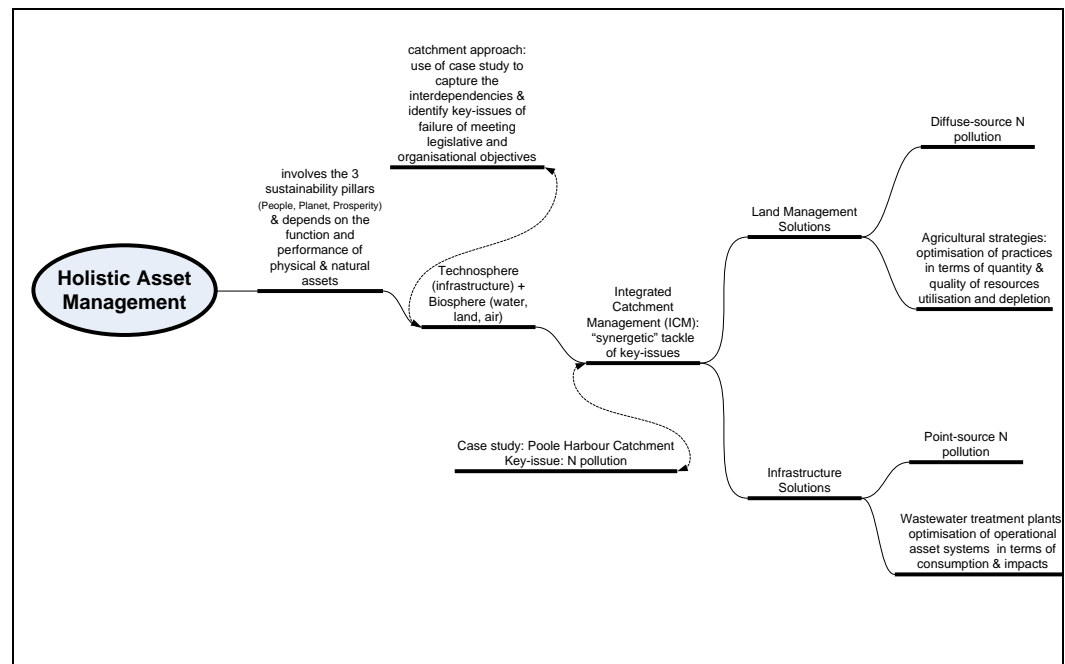 catchment approach:
use of case study to
capture the
interdependencies &
identify key-issues of
failure of meeting
legislative and
organisational objectives
involves the 3
sustainability pillars
(People, Planet, Prosperity)
& depends on the
function and
performance of
physical & natural
assets
Holistic Asset
Management
Technosphere
(infrastructure) +
Biosphere (water,
land, air)
Integrated
Catchment
Management (ICM):
“synergetic” tackle
of key-issues
Case study: Poole Harbour Catchment
Key-issue: N pollution
Land Management
Solutions
Diffuse-source N
pollution
Agricultural strategies:
optimisation of practices
in terms of quantity &
quality of resources
utilisation and depletion
Infrastructure
Solutions
Point-source N
pollution
Wastewater treatment plants
optimisation of operational
asset systems in terms of
consumption & impacts